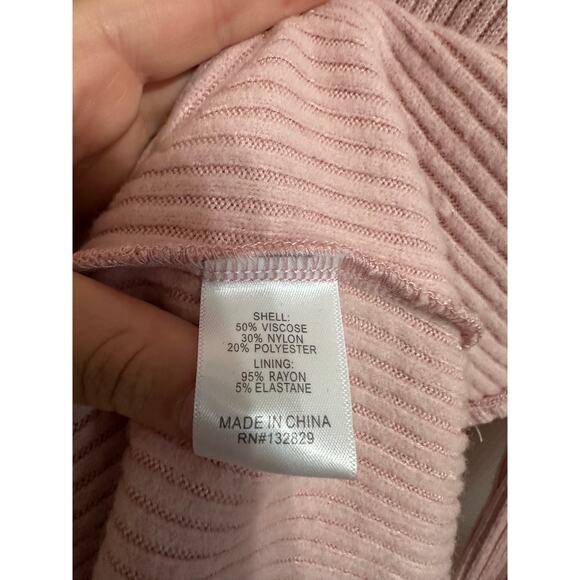 SHELL:
50% VISCOSE
30% NYLON
20% POLYESTER
LINING:
95% RAYON
5% ELASTANE
MADE IN CHINA
RN#132829